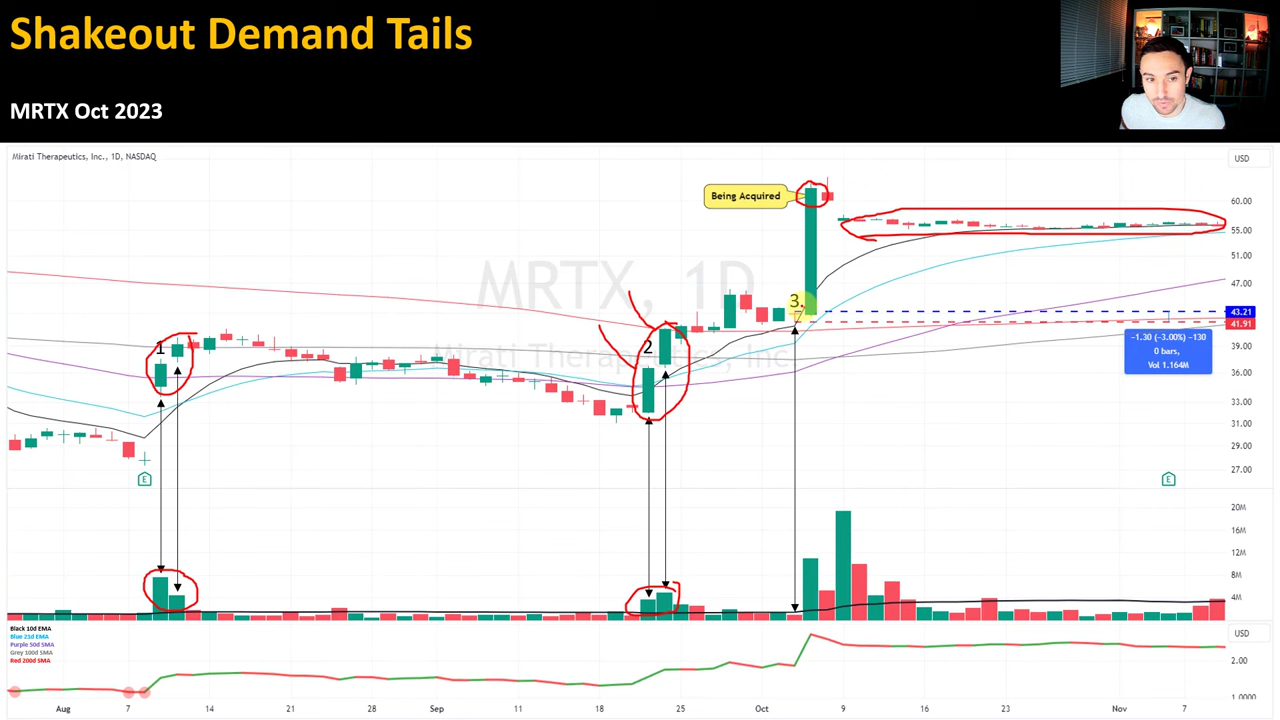 Shakeout Demand Tails
MRTX Oct 2023
Mirati Therapeutics, Inc., 1D, NASDAQ
USD
Being Acquired
60.00
55.00
51.00
47.00
43.21
41.91
39.00
36.00
33.00
31.00
29.00
27.00
MRTX, 1D
Mirati Therapeutics, Inc
1
2
3.
−1.30 (−3.00%) −130
0 bars,
Vol 1.164M
E
E
20M
16M
12M
8M
4M
Black 10d EMA
Blue 21d EMA
Purple 50d SMA
Grey 100d SMA
Red 200d SMA
USD
2.00
1.0000
Aug
7
14
21
28
Sep
11
18
25
Oct
9
16
23
Nov
7